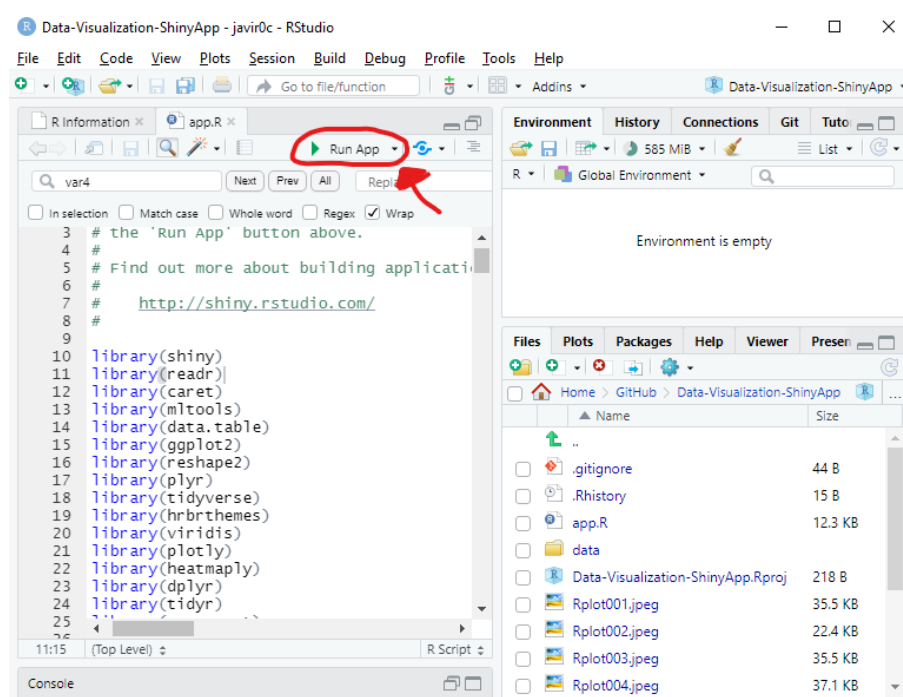 Data-Visualization-ShinyApp - javir0c - RStudio
File Edit Code View Plots Session Build Debug Profile Tools Help
Go to file/function
Addins
Data-Visualization-ShinyApp
R Information
app.R
Run App
var4
Next
Prev
All
In selection
Match case
Whole word
Regex
Wrap
3 # the `Run App` button above.
4 #
5 # Find out more about building
6 #
7 # http://shiny.rstudio.com/
8 #
9
10 library(shiny)
11 library(readr)
12 library(caret)
13 library(mltools)
14 library(data.table)
15 library(ggplot2)
16 library(reshape2)
17 library(plyr)
18 library(tidyverse)
19 library(hrbrthemes)
20 library(viridis)
21 library(plotly)
22 library(heatmaply)
23 library(dplyr)
24 library(tidyr)
25
11:15 (Top Level) R Script
Console
Environment History Connections Git
585 MiB
List
R Global Environment
Environment is empty
Files Plots Packages Help Viewer
Home > GitHub > Data-Visualization-ShinyApp ...
Name Size
..
.gitignore 44 B
.Rhistory 15 B
app.R 12.3 KB
data
Data-Visualization-ShinyApp.Rproj 218 B
Rplot001.jpeg 35.5 KB
Rplot002.jpeg 22.4 KB
Rplot003.jpeg 35.5 KB
Rplot004.jpeg 37.1 KB